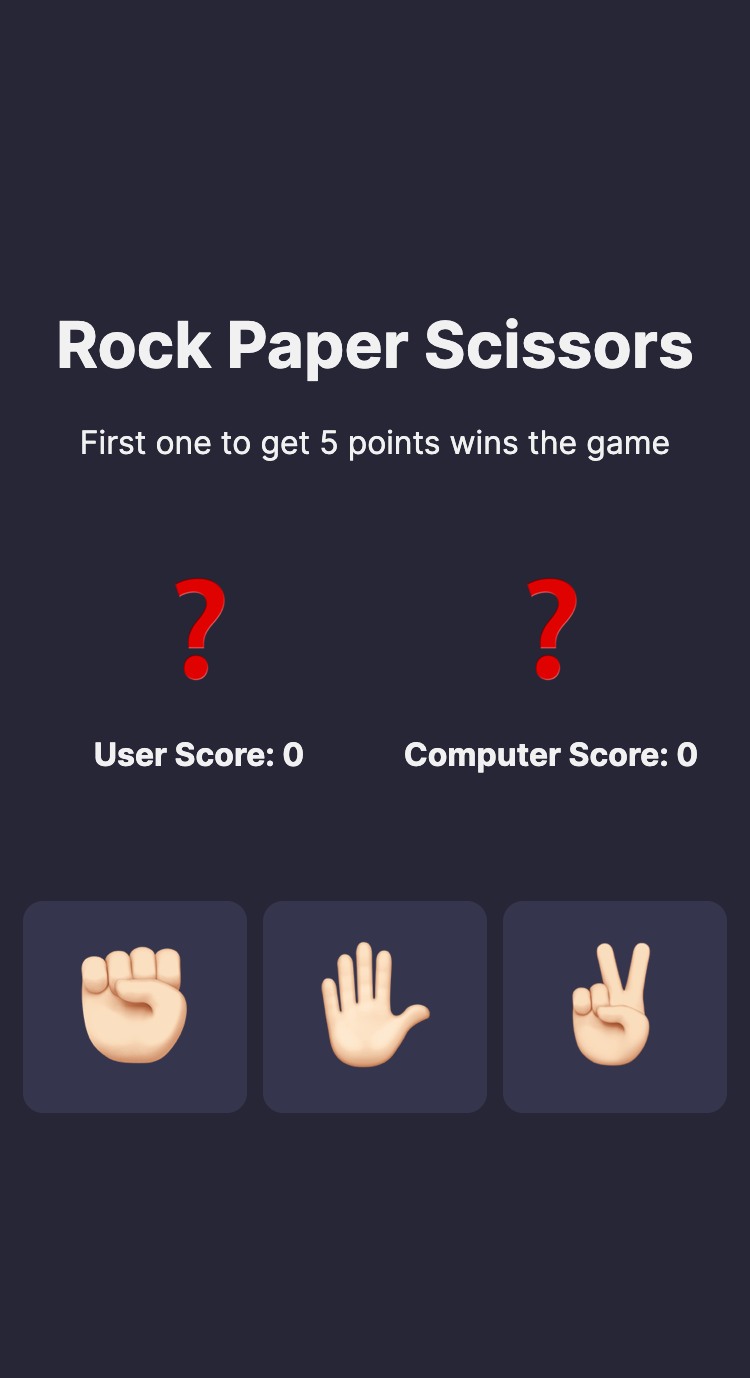 Rock Paper Scissors
First one to get 5 points wins the game
❓ ❓
User Score: 0
Computer Score: 0